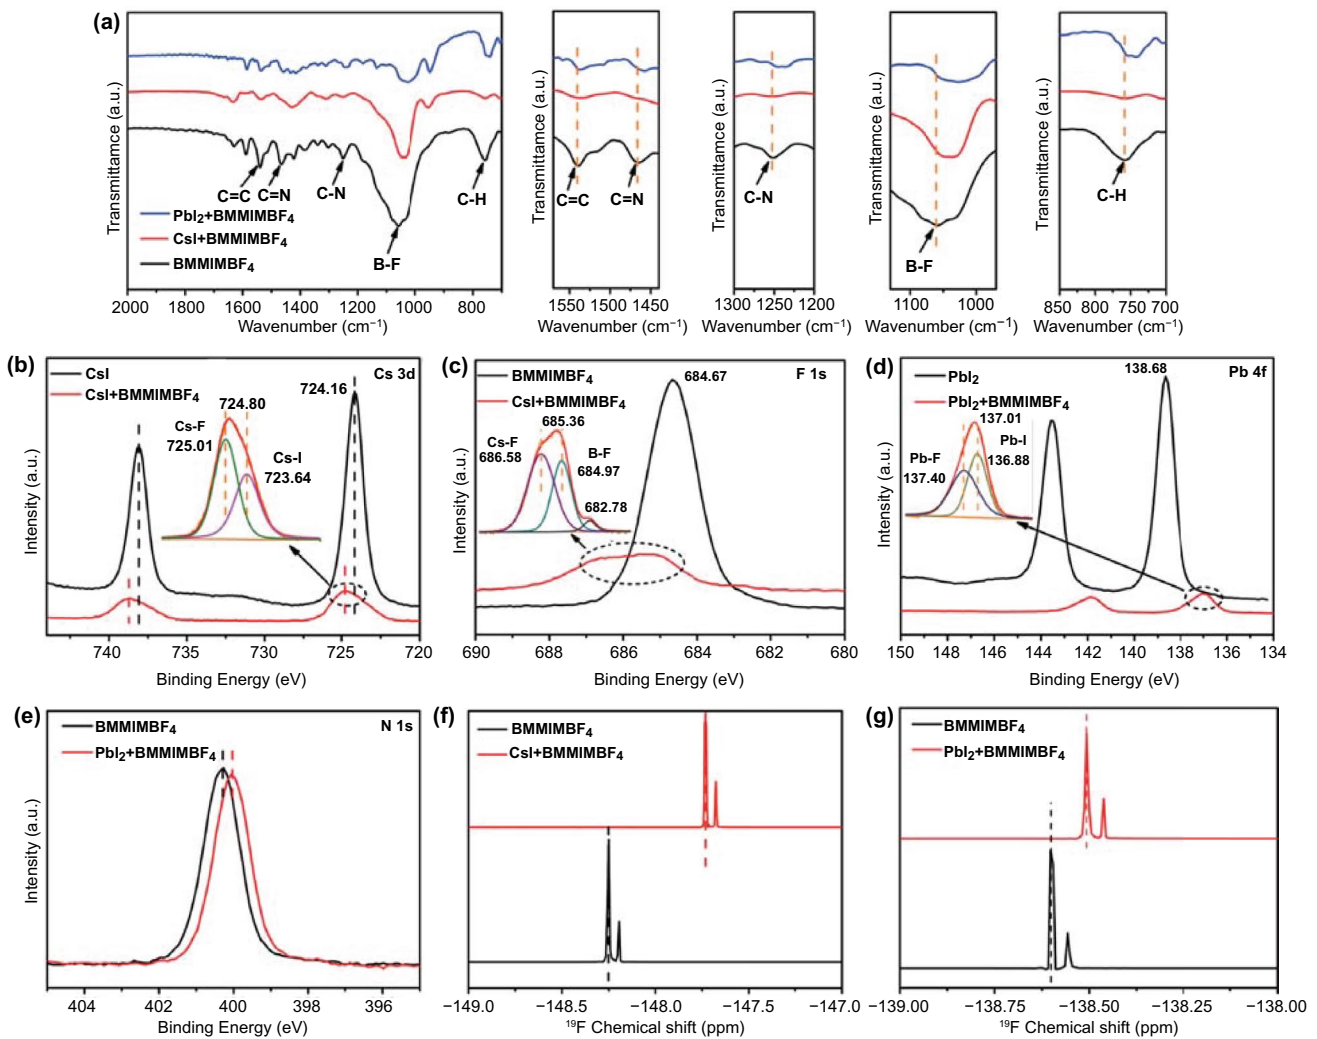 (a)
Transmittamce (a.u.)
C=C
C=N
C-N
B-F
C-H
PbI₂+BMMIMBF₄
CsI+BMMIMBF₄
BMMIMBF₄
2000 1800 1600 1400 1200 1000 800
Wavenumber (cm⁻¹)
Transmittamce (a.u.)
C=C
C=N
1550 1500 1450
Wavenumber (cm⁻¹)
Transmittamce (a.u.)
C-N
1300 1250 1200
Wavenumber (cm⁻¹)
Transmittamce (a.u.)
B-F
1100 1000
Wavenumber (cm⁻¹)
Transmittamce (a.u.)
C-H
850 800 750 700
Wavenumber (cm⁻¹)
(b)
CsI
CsI+BMMIMBF₄
Cs 3d
724.16
724.80
Cs-F
725.01
Cs-I
723.64
Intensity (a.u.)
740 735 730 725 720
Binding Energy (eV)
(c)
BMMIMBF₄
CsI+BMMIMBF₄
F 1s
684.67
685.36
Cs-F
686.58
B-F
684.97
682.78
Intensity (a.u.)
690 688 686 684 682 680
Binding Energy (eV)
(d)
PbI₂
PbI₂+BMMIMBF₄
138.68
Pb 4f
137.01
Pb-I
136.88
Pb-F
137.40
Intensity (a.u.)
150 148 146 144 142 140 138 136 134
Binding Energy (eV)
(e)
BMMIMBF₄
PbI₂+BMMIMBF₄
N 1s
Intensity (a.u.)
404 402 400 398 396
Binding Energy (eV)
(f)
BMMIMBF₄
CsI+BMMIMBF₄
−149.0 −148.5 −148.0 −147.5 −147.0
¹⁹F Chemical shift (ppm)
(g)
BMMIMBF₄
PbI₂+BMMIMBF₄
−139.00 −138.75 −138.50 −138.25 −138.00
¹⁹F Chemical shift (ppm)